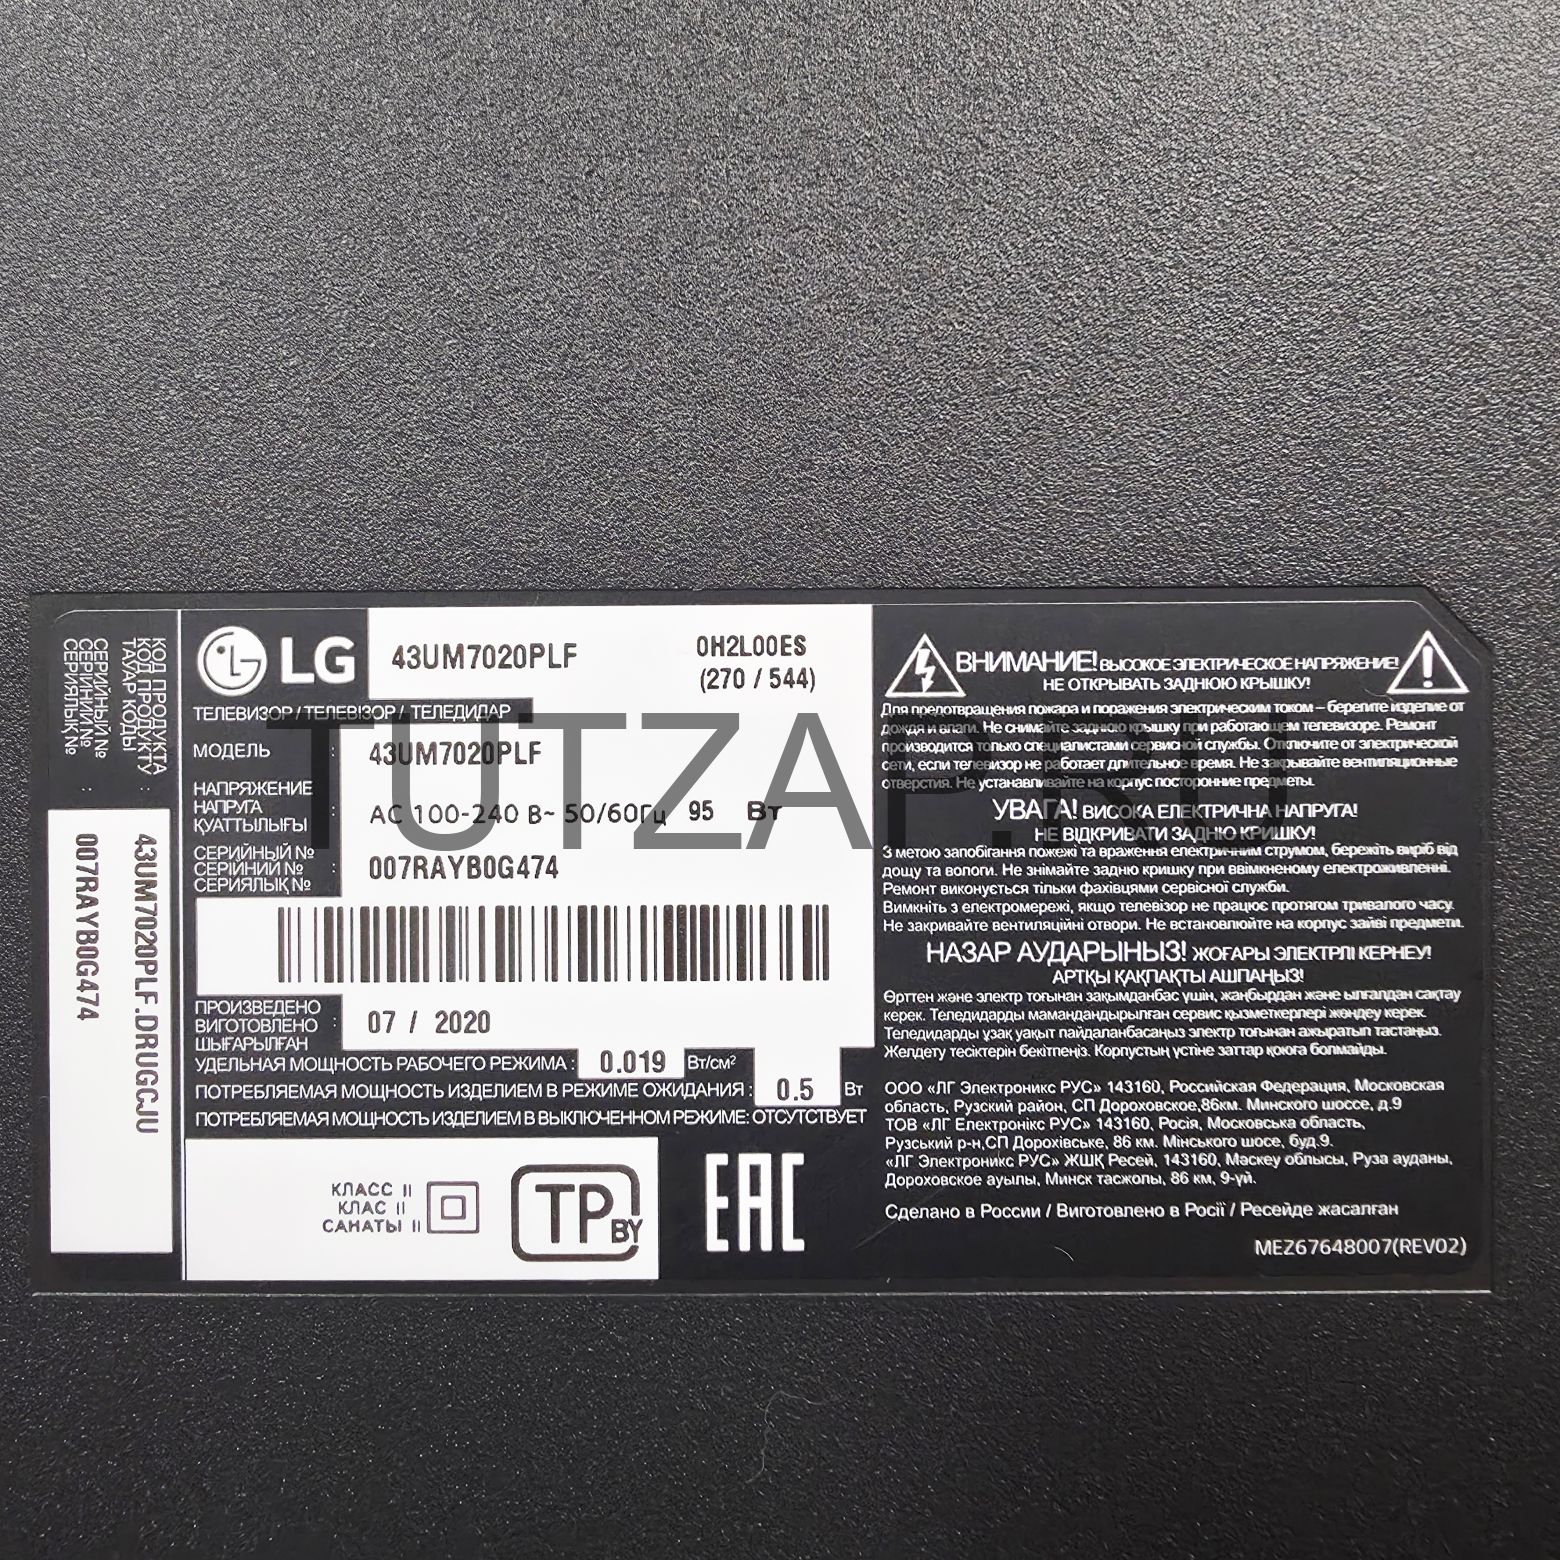 КОД ПРОДУКТА
КОД ПРОДУКТУ :
ТАУАР КОДЫ
СЕРИЙНЫЙ №
СЕРИЙНИЙ № :
СЕРИЯЛЫҚ №
43UM7020PLF.DRUGCJU
007RAYB0G474
LG
43UM7020PLF
0H2L00ES
(270 / 544)
ТЕЛЕВИЗОР / ТЕЛЕВІЗОР / ТЕЛЕДИДАР
МОДЕЛЬ : 43UM7020PLF
НАПРЯЖЕНИЕ
НАПРУГА : AC 100-240 В~ 50/60Гц 95 Вт
ҚУАТТЫЛЫҒЫ
СЕРИЙНЫЙ №
СЕРИЙНИЙ № : 007RAYB0G474
СЕРИЯЛЫҚ №
ПРОИЗВЕДЕНО
ВИГОТОВЛЕНО : 07 / 2020
ШЫҒАРЫЛҒАН
УДЕЛЬНАЯ МОЩНОСТЬ РАБОЧЕГО РЕЖИМА : 0.019 Вт/см²
ПОТРЕБЛЯЕМАЯ МОЩНОСТЬ ИЗДЕЛИЕМ В РЕЖИМЕ ОЖИДАНИЯ : 0.5 Вт
ПОТРЕБЛЯЕМАЯ МОЩНОСТЬ ИЗДЕЛИЕМ В ВЫКЛЮЧЕННОМ РЕЖИМЕ: ОТСУТСТВУЕТ
КЛАСС II
КЛАС II
САНАТЫ II
TP BY
EAC
ВНИМАНИЕ! ВЫСОКОЕ ЭЛЕКТРИЧЕСКОЕ НАПРЯЖЕНИЕ!
НЕ ОТКРЫВАТЬ ЗАДНЮЮ КРЫШКУ!
Для предотвращения пожара и поражения электрическим током – берегите изделие от
дождя и влаги. Не снимайте заднюю крышку при работающем телевизоре. Ремонт
производится только специалистами сервисной службы. Отключите от электрической
сети, если телевизор не работает длительное время. Не закрывайте вентиляционные
отверстия. Не устанавливайте на корпус посторонние предметы.
УВАГА! ВИСОКА ЕЛЕКТРИЧНА НАПРУГА!
НЕ ВІДКРИВАТИ ЗАДНЮ КРИШКУ!
З метою запобігання пожежі та враження електричним струмом, бережіть виріб від
дощу та вологи. Не знімайте задню кришку при ввімкненому електроживленні.
Ремонт виконується тільки фахівцями сервісної служби.
Вимкніть з електромережі, якщо телевізор не працює протягом тривалого часу.
Не закривайте вентиляційні отвори. Не встановлюйте на корпус зайві предмети.
НАЗАР АУДАРЫҢЫЗ! ЖОҒАРЫ ЭЛЕКТРЛІ КЕРНЕУ!
АРТҚЫ ҚАҚПАҚТЫ АШПАҢЫЗ!
Өрттен және электр тоғынан зақымданбас үшін, жаңбырдан және ылғалдан сақтау
керек. Теледидарды мамандандырылған сервис қызметкерлері жөндеу керек.
Теледидарды ұзақ уақыт пайдаланбасаңыз электр тоғынан ажыратып тастаңыз.
Желдету тесіктерін бекітпеңіз. Корпустың үстіне заттар қоюға болмайды.
ООО «ЛГ Электроникс РУС» 143160, Российская Федерация, Московская
область, Рузский район, СП Дороховское,86км. Минского шоссе, д.9
ТОВ «ЛГ Електронікс РУС» 143160, Росія, Московська область,
Рузський р-н,СП Дорохівське, 86 км. Мінського шосе, буд.9.
«ЛГ Электроникс РУС» ЖШҚ Ресей, 143160, Мәскеу облысы, Руза ауданы,
Дороховское ауылы, Минск тасжолы, 86 км, 9-үй.
Сделано в России / Виготовлено в Росії / Ресейде жасалған
MEZ67648007(REV02)
TUTZAP.RU